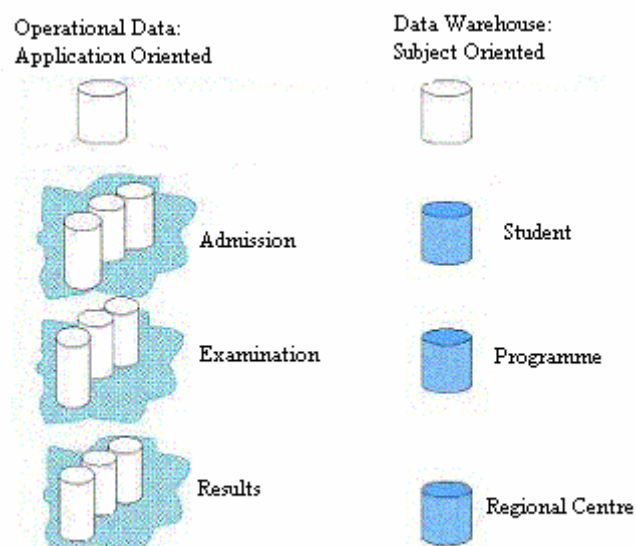 Operational Data:
Application Oriented
Data Warehouse:
Subject Oriented
Admission
Student
Examination
Programme
Results
Regional Centre